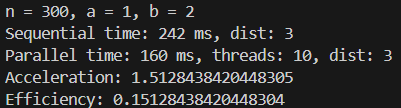 n = 300, a = 1, b = 2
Sequential time: 242 ms, dist: 3
Parallel time: 160 ms, threads: 10, dist: 3
Acceleration: 1.5128438420448305
Efficiency: 0.15128438420448304